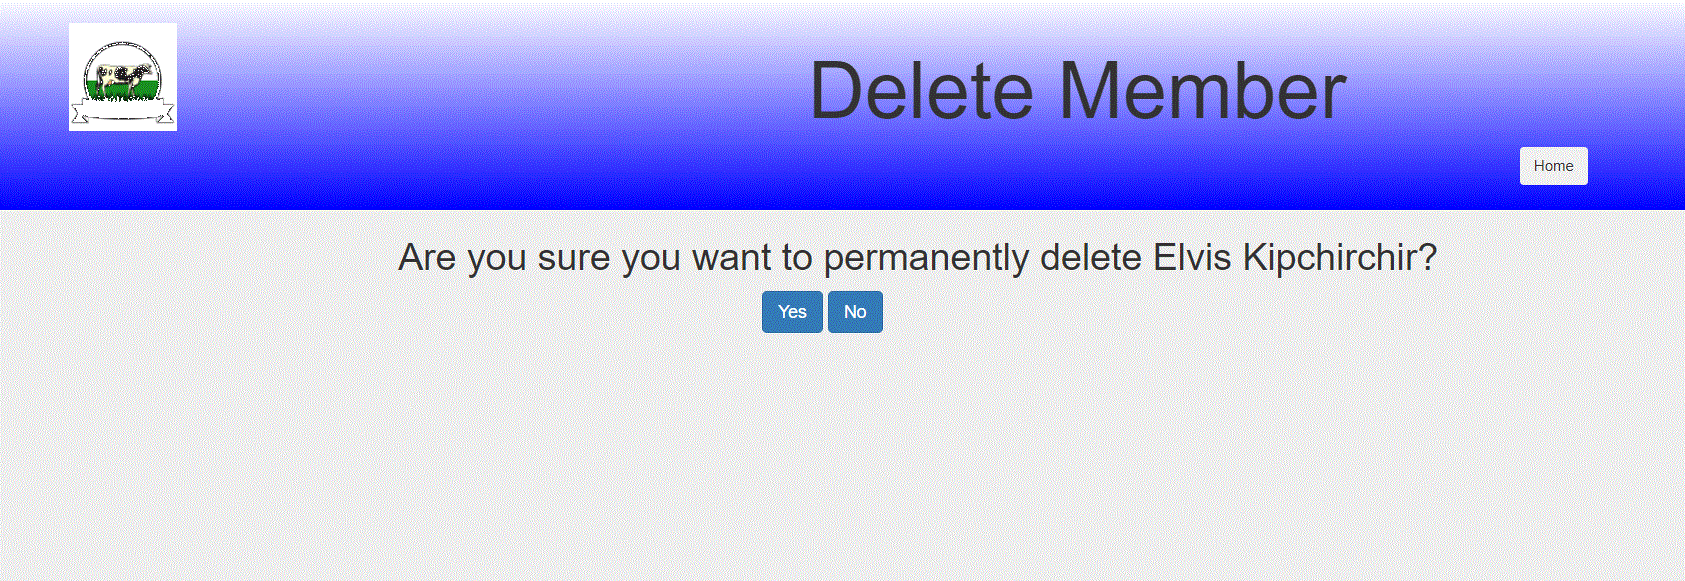 Delete Member
Home
Are you sure you want to permanently delete Elvis Kipchirchir?
Yes No